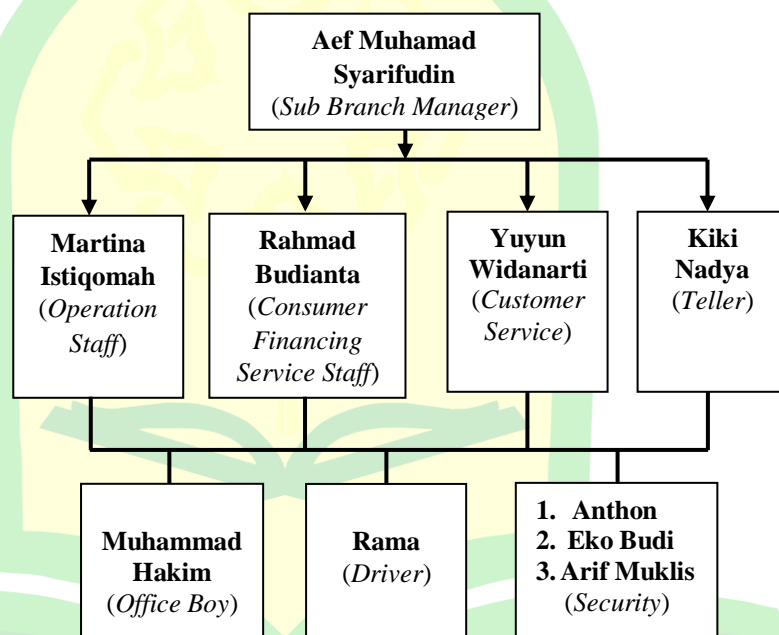 Aef Muhamad
Syarifudin
(Sub Branch Manager)
Martina
Istiqomah
(Operation
Staff)
Rahmad
Budianta
(Consumer
Financing
Service Staff)
Yuyun
Widanarti
(Customer
Service)
Kiki
Nadya
(Teller)
Muhammad
Hakim
(Office Boy)
Rama
(Driver)
1. Anthon
2. Eko Budi
3. Arif Muklis
(Security)